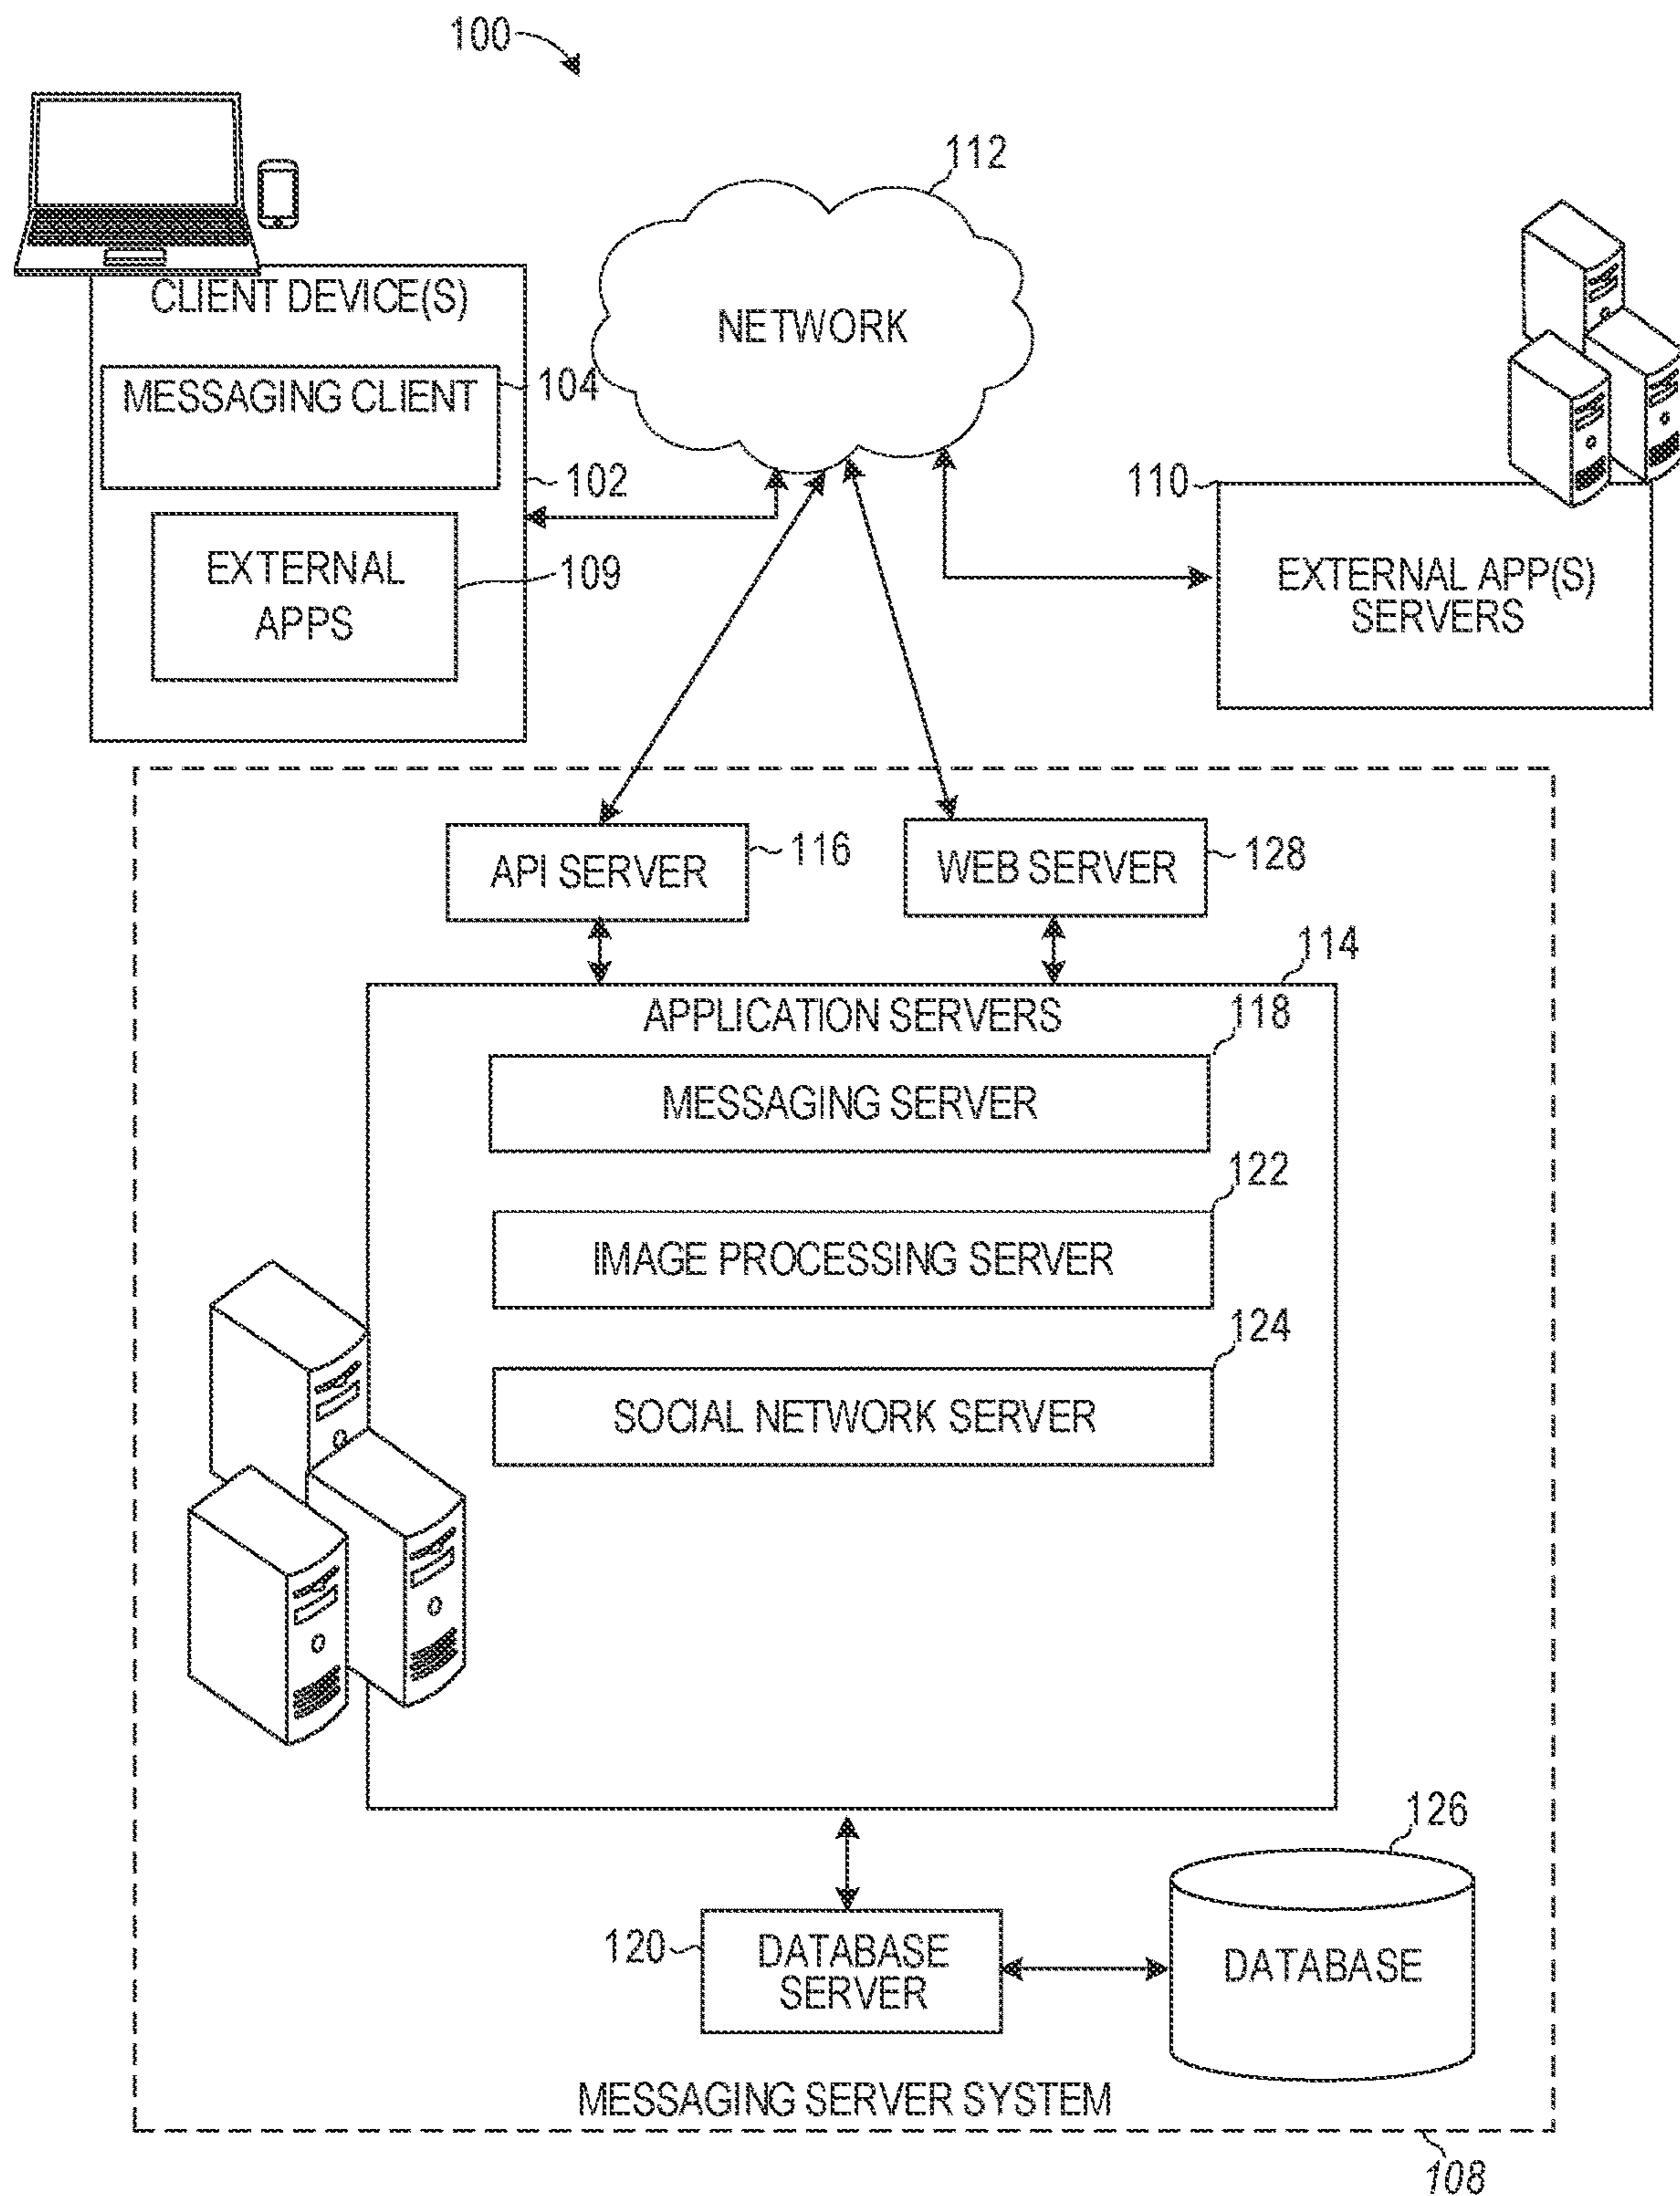 100
112
CLIENT DEVICE(S)
NETWORK
MESSAGING CLIENT
104
102
110
EXTERNAL
APPS
109
EXTERNAL APP(S)
SERVERS
API SERVER
116
WEB SERVER
128
114
APPLICATION SERVERS
118
MESSAGING SERVER
122
IMAGE PROCESSING SERVER
124
SOCIAL NETWORK SERVER
126
120
DATABASE
SERVER
DATABASE
MESSAGING SERVER SYSTEM
108